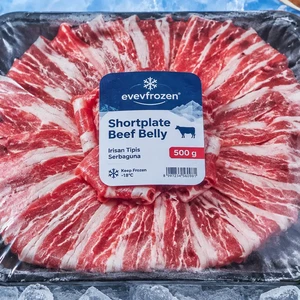 evevfrozen®
Shortplate
Beef Belly
Irisan Tipis
Serbaguna
500 g
Keep Frozen
-18°C